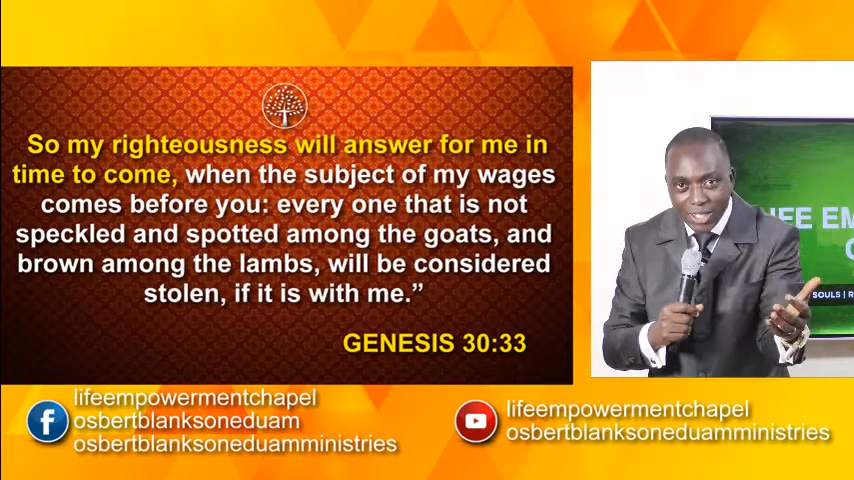 So my righteousness will answer for me in
time to come, when the subject of my wages
comes before you: every one that is not
speckled and spotted among the goats, and
brown among the lambs, will be considered
stolen, if it is with me.”
GENESIS 30:33
EM
SOULS | R
lifeempowermentchapel
osbertblanksoneduam
osbertblanksoneduamministries
lifeempowermentchapel
osbertblanksoneduamministries